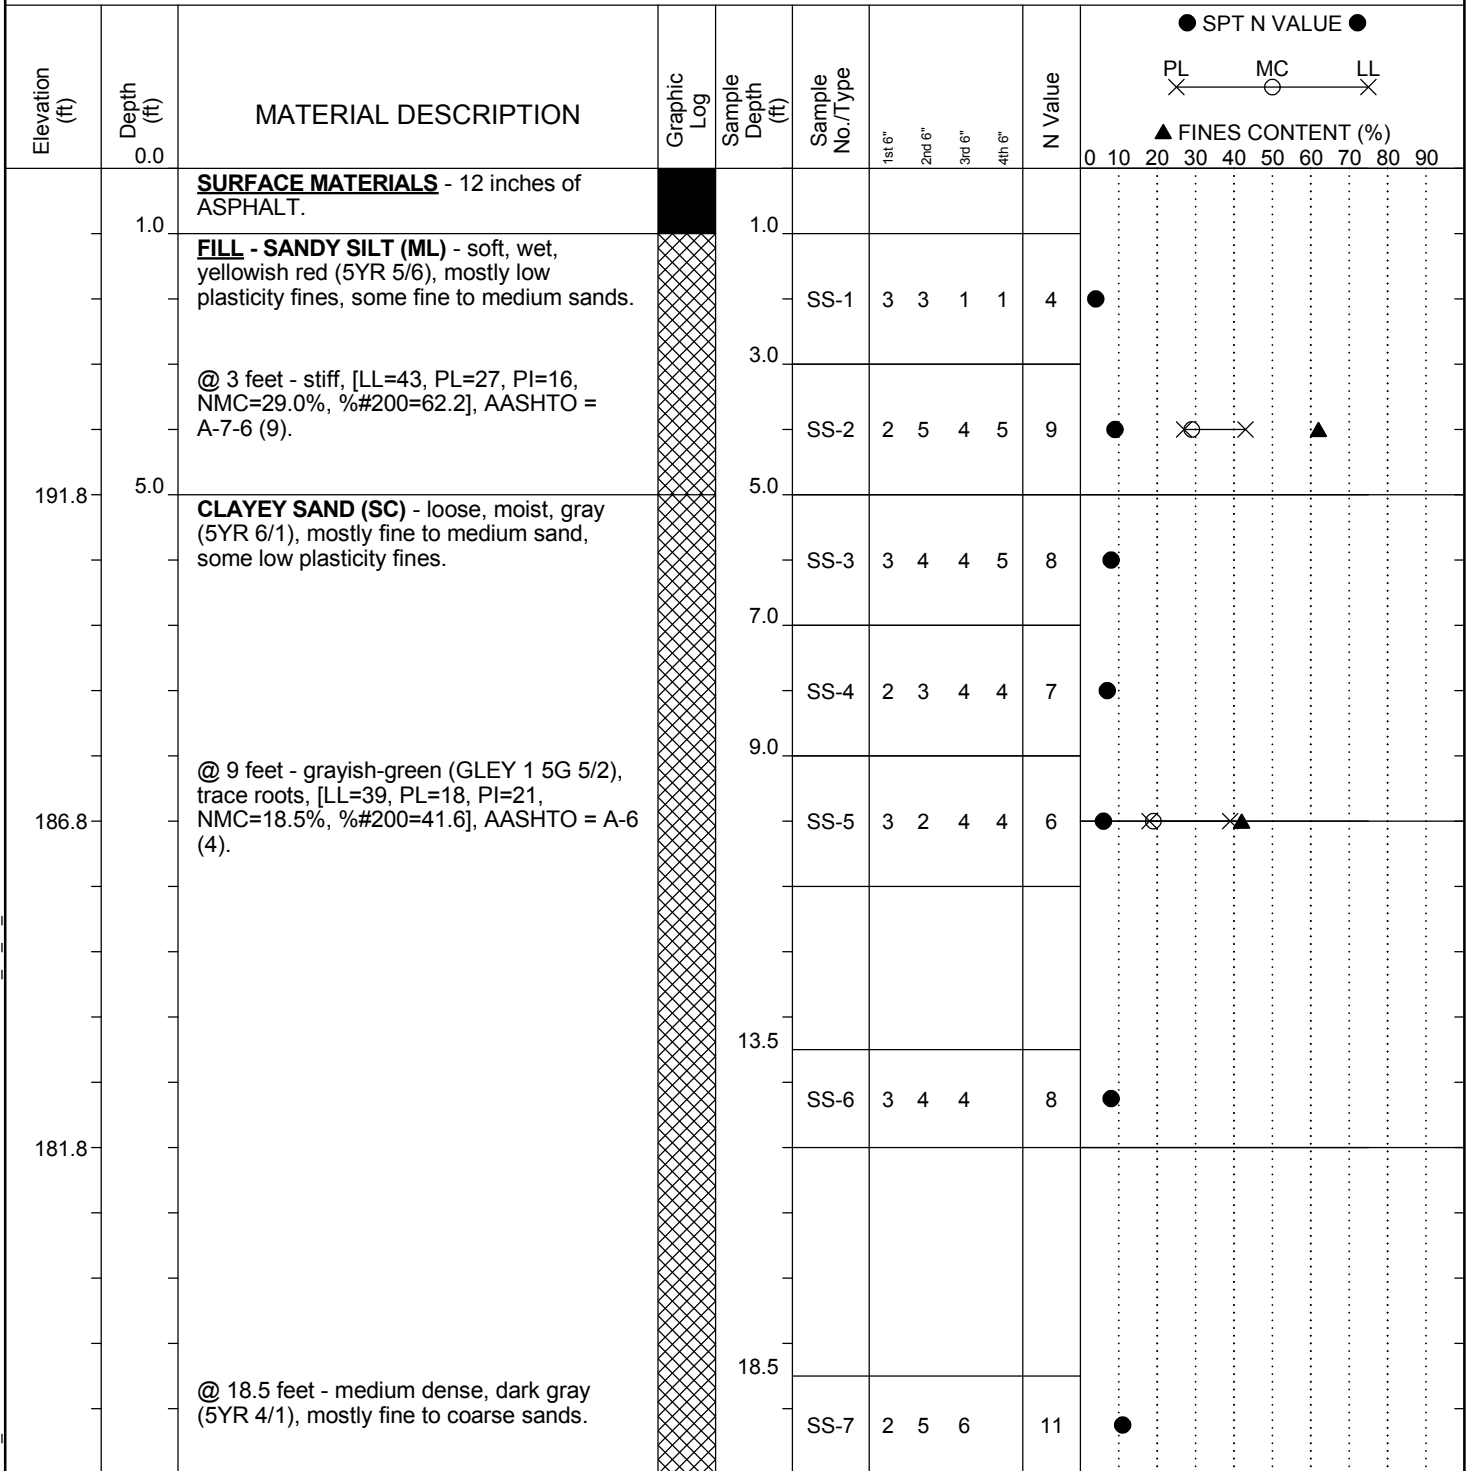 ● SPT N VALUE ●
PL MC LL
▲ FINES CONTENT (%)
0 10 20 30 40 50 60 70 80 90
Elevation
(ft)
Depth
(ft)
0.0
MATERIAL DESCRIPTION
Graphic
Log
Sample
Depth
(ft)
Sample
No./Type
1st 6"
2nd 6"
3rd 6"
4th 6"
N Value
SURFACE MATERIALS - 12 inches of
ASPHALT.
1.0 1.0
FILL - SANDY SILT (ML) - soft, wet,
yellowish red (5YR 5/6), mostly low
plasticity fines, some fine to medium sands.
SS-1 3 3 1 1 4
3.0
@ 3 feet - stiff, [LL=43, PL=27, PI=16,
NMC=29.0%, %#200=62.2], AASHTO =
A-7-6 (9).
SS-2 2 5 4 5 9
191.8 5.0 5.0
CLAYEY SAND (SC) - loose, moist, gray
(5YR 6/1), mostly fine to medium sand,
some low plasticity fines.
SS-3 3 4 4 5 8
7.0
SS-4 2 3 4 4 7
9.0
@ 9 feet - grayish-green (GLEY 1 5G 5/2),
trace roots, [LL=39, PL=18, PI=21,
NMC=18.5%, %#200=41.6], AASHTO = A-6
(4).
186.8 SS-5 3 2 4 4 6
13.5
SS-6 3 4 4 8
181.8
18.5
@ 18.5 feet - medium dense, dark gray
(5YR 4/1), mostly fine to coarse sands.
SS-7 2 5 6 11